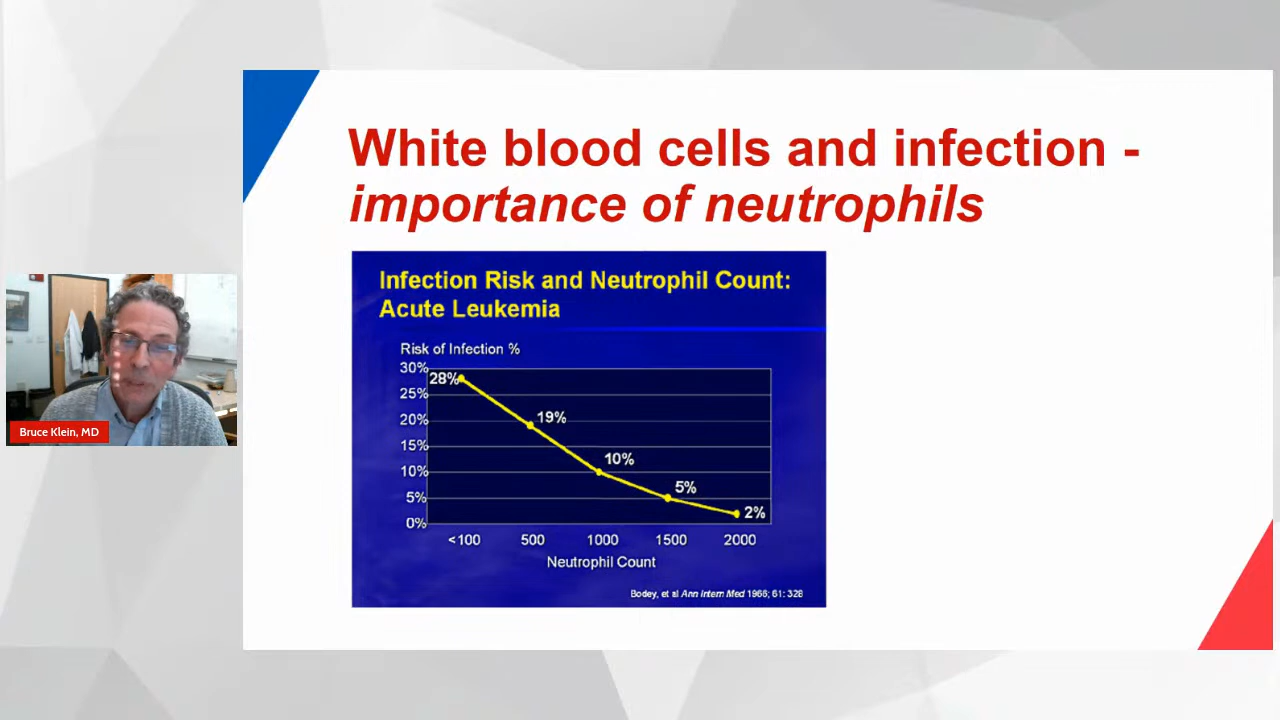 White blood cells and infection -
importance of neutrophils
Infection Risk and Neutrophil Count:
Acute Leukemia
Risk of Infection %
30%
28%
25%
20%
19%
15%
10%
10%
5%
5%
2%
0%
<100 500 1000 1500 2000
Neutrophil Count
Bodey, et al Ann Intern Med 1966; 61: 328
Bruce Klein, MD